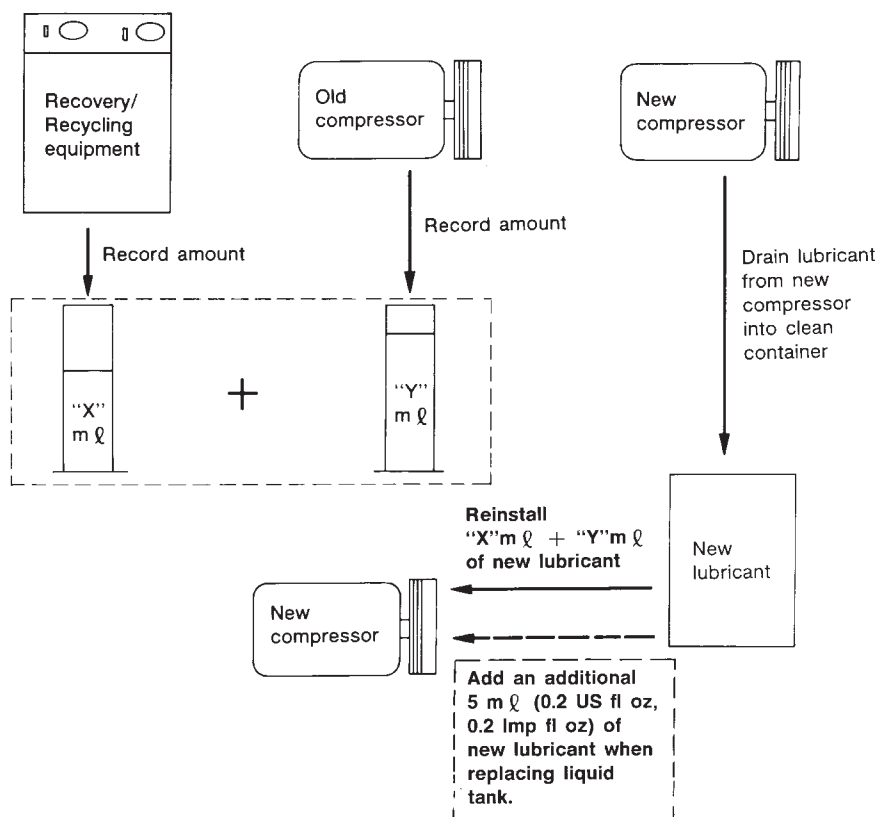 Recovery/
Recycling
equipment
Old
compressor
New
compressor
Record amount
Record amount
Drain lubricant
from new
compressor
into clean
container
“X”
m ℓ
+
“Y”
m ℓ
Reinstall
“X”m ℓ + “Y”m ℓ
of new lubricant
New
lubricant
New
compressor
Add an additional
5 m ℓ (0.2 US fl oz,
0.2 Imp fl oz) of
new lubricant when
replacing liquid
tank.